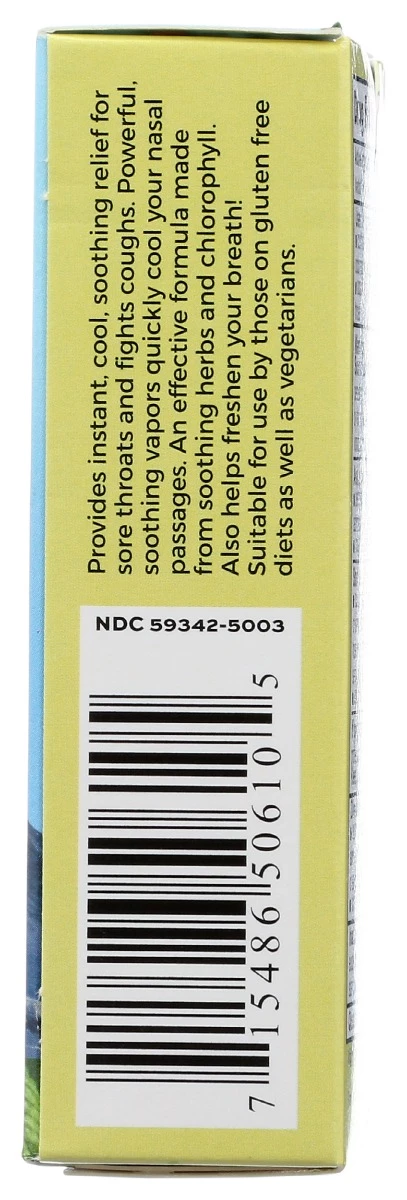 Provides instant, cool, soothing relief for
sore throats and fights coughs. Powerful,
soothing vapors quickly cool your nasal
passages. An effective formula made
from soothing herbs and chlorophyll.
Also helps freshen your breath!
Suitable for use by those on gluten free
diets as well as vegetarians.
NDC 59342-5003
7 15486 50610 5